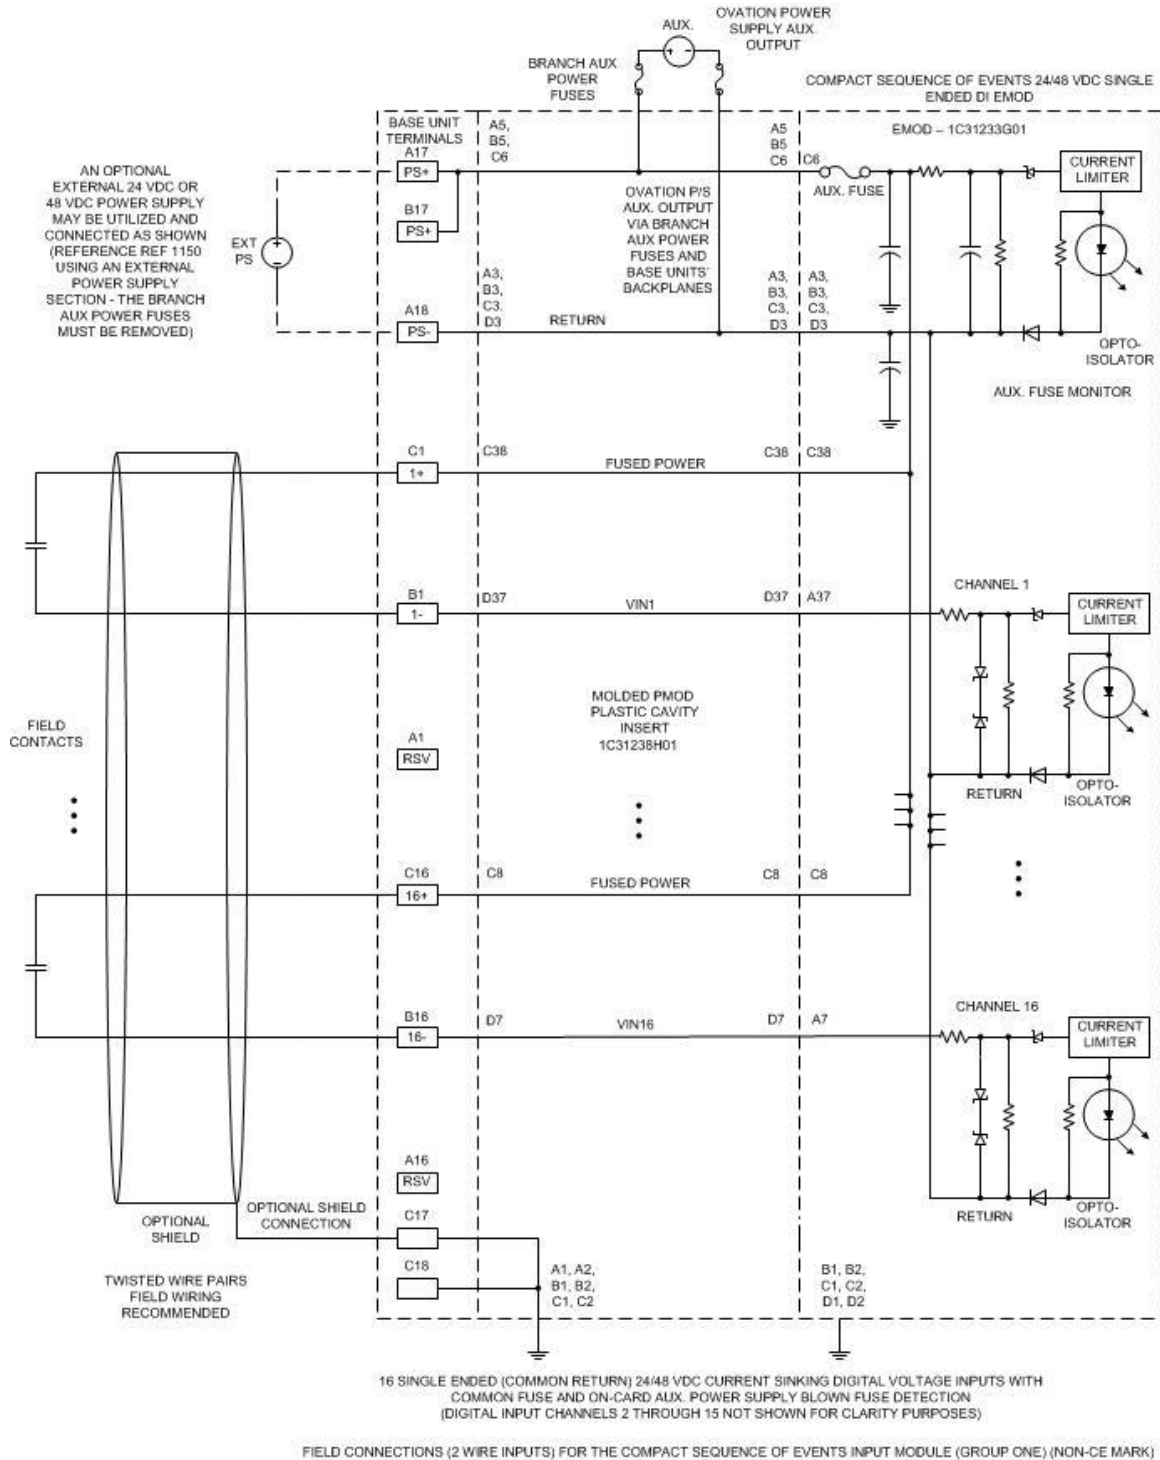 OVATION POWER
SUPPLY AUX.
OUTPUT
AUX.
+
-
BRANCH AUX
POWER
FUSES
COMPACT SEQUENCE OF EVENTS 24/48 VDC SINGLE
ENDED DI EMOD
BASE UNIT
TERMINALS
A17
PS+
A5,
B5,
C6
A5
B5
C6
C6
EMOD – 1C31233G01
AUX. FUSE
CURRENT
LIMITER
AN OPTIONAL
EXTERNAL 24 VDC OR
48 VDC POWER SUPPLY
MAY BE UTILIZED AND
CONNECTED AS SHOWN
(REFERENCE REF 1150
USING AN EXTERNAL
POWER SUPPLY
SECTION - THE BRANCH
AUX POWER FUSES
MUST BE REMOVED)
EXT
PS
+
-
B17
PS+
OVATION P/S
AUX. OUTPUT
VIA BRANCH
AUX POWER
FUSES AND
BASE UNITS'
BACKPLANES
A18
PS-
A3,
B3,
C3.
D3
RETURN
A3,
B3,
C3,
D3
A3,
B3,
C3,
D3
OPTO-
ISOLATOR
AUX. FUSE MONITOR
C1
1+
C38
FUSED POWER
C38
C38
B1
1-
D37
VIN1
D37
A37
CHANNEL 1
CURRENT
LIMITER
FIELD
CONTACTS
A1
RSV
MOLDED PMOD
PLASTIC CAVITY
INSERT
1C31238H01
RETURN
OPTO-
ISOLATOR
C16
16+
C8
FUSED POWER
C8
C8
B16
16-
D7
VIN16
D7
A7
CHANNEL 16
CURRENT
LIMITER
A16
RSV
RETURN
OPTO-
ISOLATOR
OPTIONAL
SHIELD
OPTIONAL SHIELD
CONNECTION
C17
C18
TWISTED WIRE PAIRS
FIELD WIRING
RECOMMENDED
A1, A2,
B1, B2,
C1, C2
B1, B2,
C1, C2,
D1, D2
16 SINGLE ENDED (COMMON RETURN) 24/48 VDC CURRENT SINKING DIGITAL VOLTAGE INPUTS WITH
COMMON FUSE AND ON-CARD AUX. POWER SUPPLY BLOWN FUSE DETECTION
(DIGITAL INPUT CHANNELS 2 THROUGH 15 NOT SHOWN FOR CLARITY PURPOSES)
FIELD CONNECTIONS (2 WIRE INPUTS) FOR THE COMPACT SEQUENCE OF EVENTS INPUT MODULE (GROUP ONE) (NON-CE MARK)